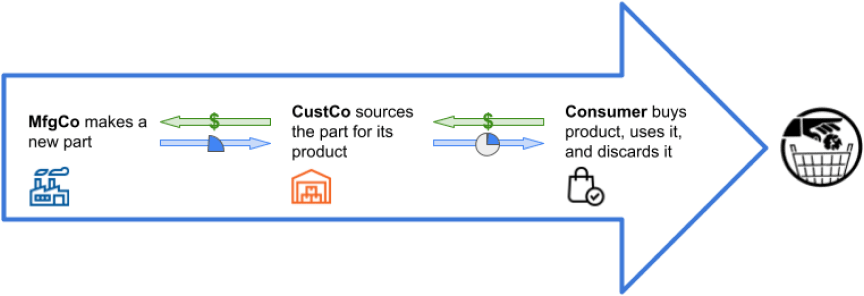 MfgCo makes a
new part
$
CustCo sources
the part for its
product
$
Consumer buys
product, uses it,
and discards it